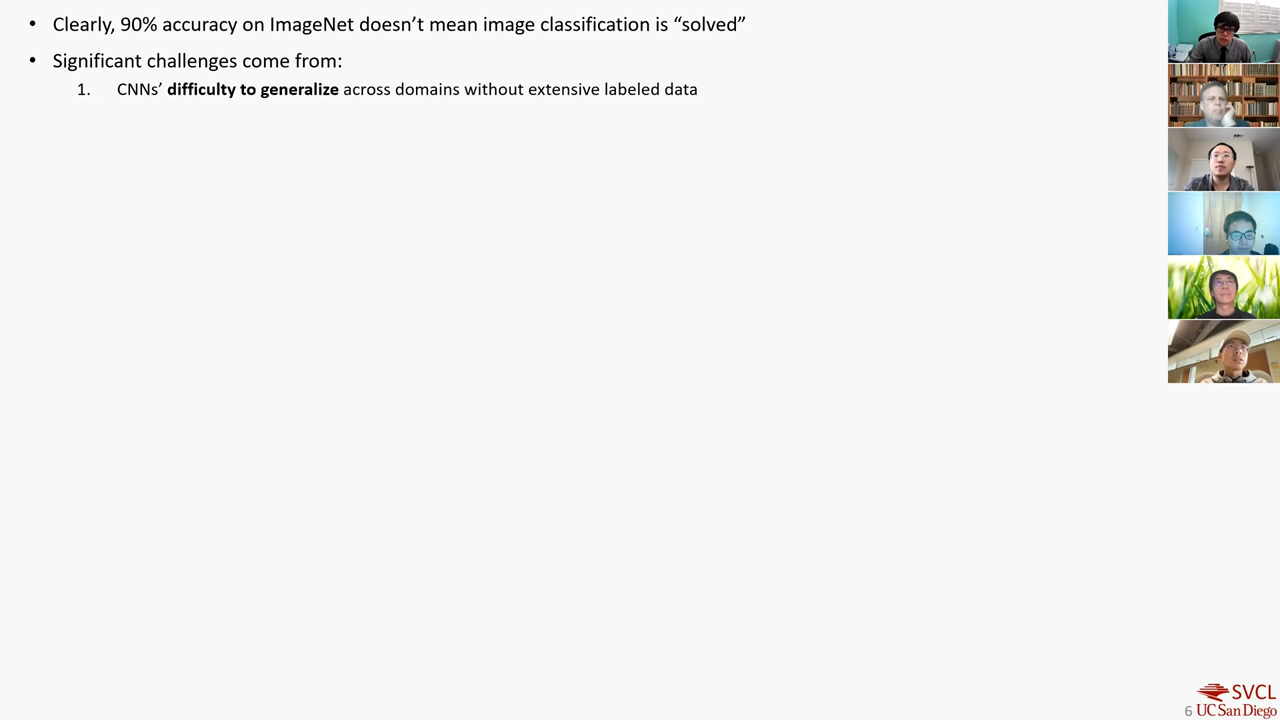 • Clearly, 90% accuracy on ImageNet doesn’t mean image classification is “solved”
• Significant challenges come from:
1. CNNs’ difficulty to generalize across domains without extensive labeled data
SVCL
6 UC San Diego